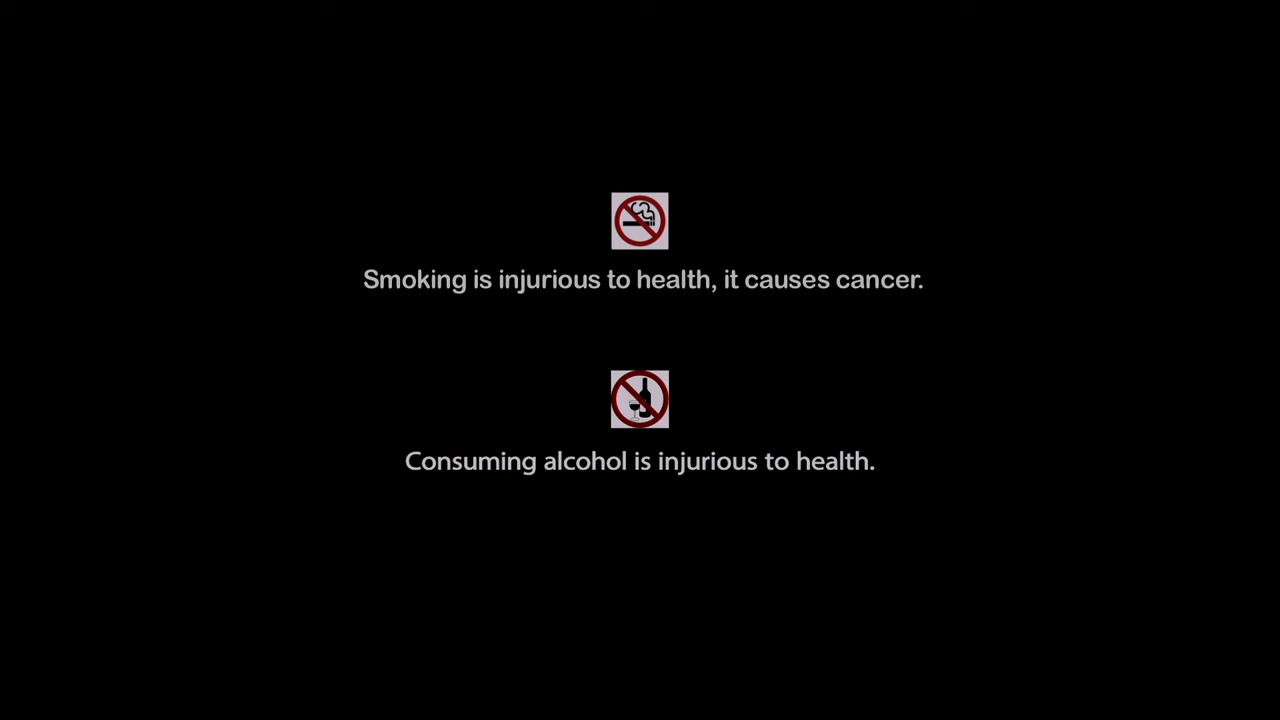 Smoking is injurious to health, it causes cancer.
Consuming alcohol is injurious to health.